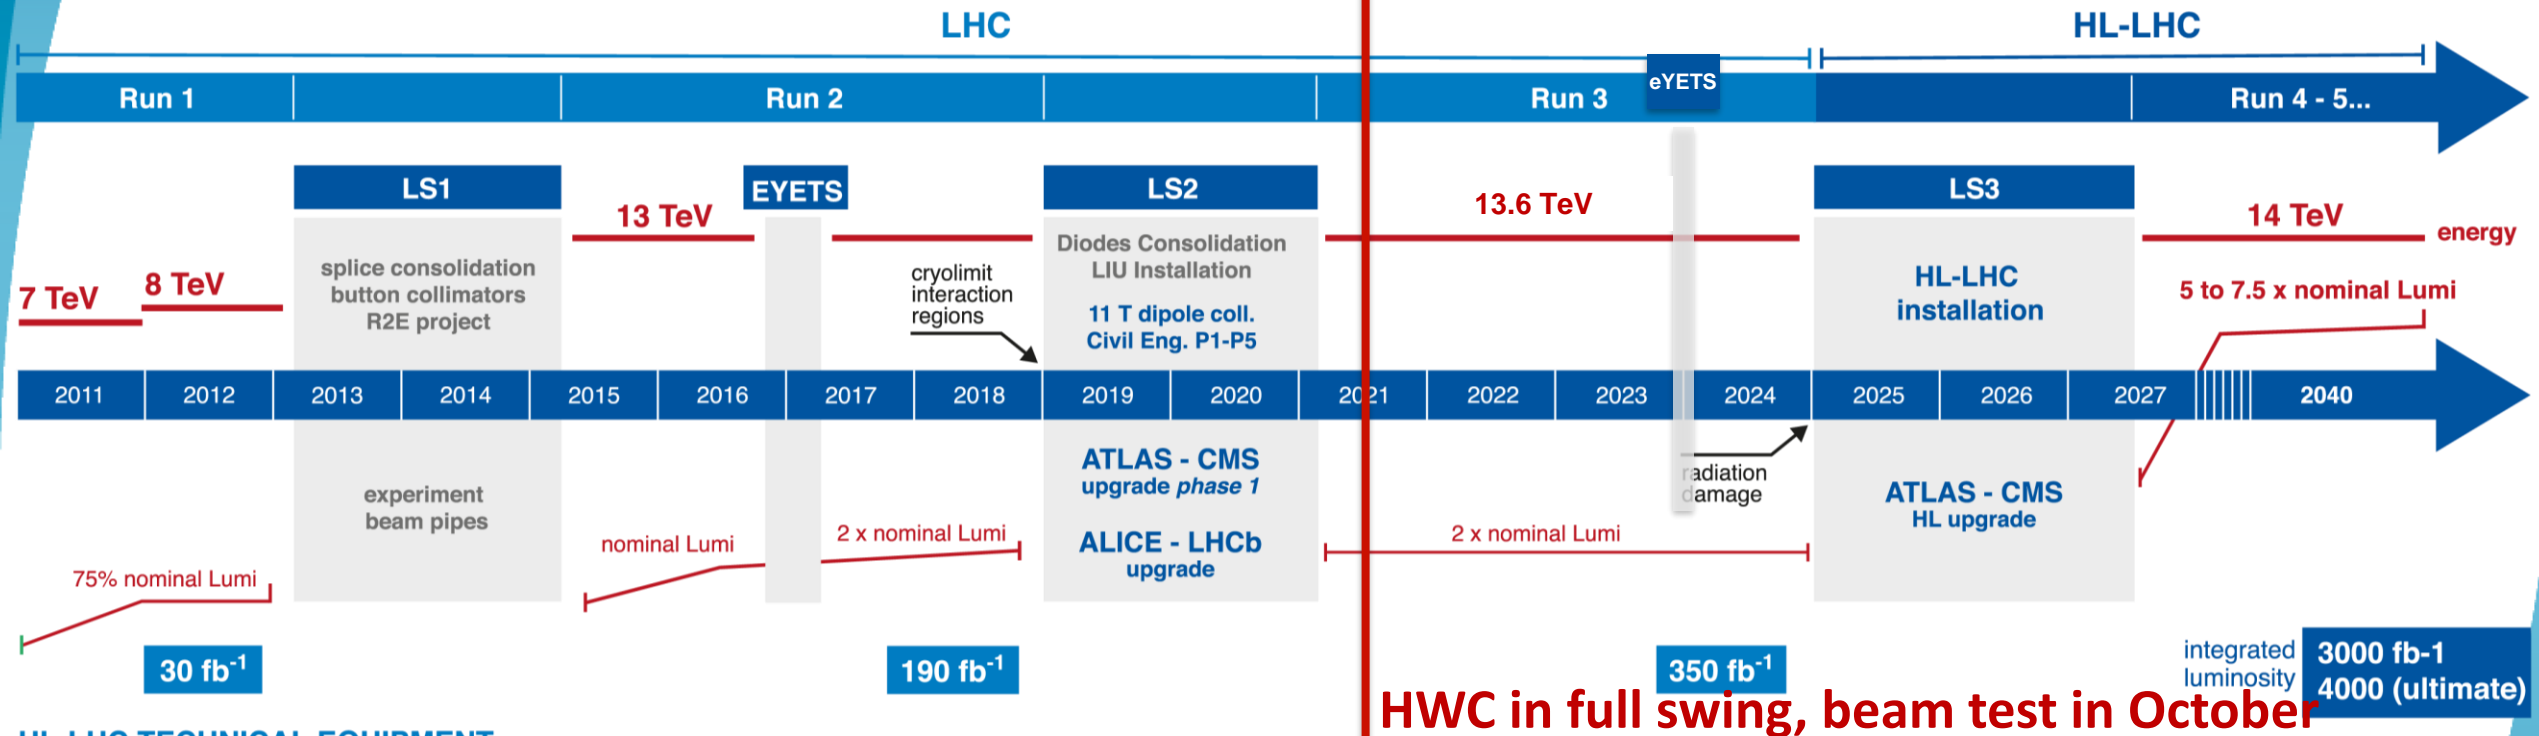 LHC
HL-LHC
Run 1
Run 2
Run 3
eYETS
Run 4 - 5...
LS1
EYETS
LS2
LS3
13 TeV
13.6 TeV
14 TeV
energy
7 TeV
8 TeV
splice consolidation
button collimators
R2E project
cryolimit
interaction
regions
Diodes Consolidation
LIU Installation
11 T dipole coll.
Civil Eng. P1-P5
HL-LHC
installation
5 to 7.5 x nominal Lumi
2011
2012
2013
2014
2015
2016
2017
2018
2019
2020
2021
2022
2023
2024
2025
2026
2027
2040
experiment
beam pipes
ATLAS - CMS
upgrade phase 1
ALICE - LHCb
upgrade
radiation
damage
ATLAS - CMS
HL upgrade
75% nominal Lumi
nominal Lumi
2 x nominal Lumi
2 x nominal Lumi
30 fb-1
190 fb-1
350 fb-1
integrated
luminosity
3000 fb-1
4000 (ultimate)
HWC in full swing, beam test in October
HL-LHC TECHNICAL EQUIPMENT